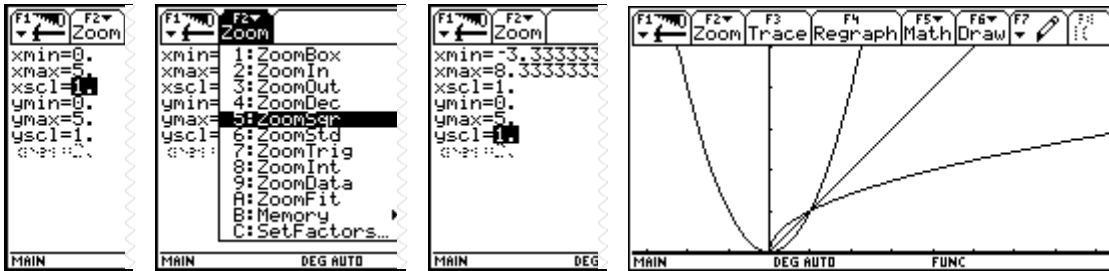 F1 F2
Zoom
xmin=0.
xmax=5.
xscl=1.
ymin=0.
ymax=5.
yscl=1.
MAIN
F1 F2
Zoom
xmin=
xmax=
xscl=
ymin=
ymax=
yscl=
1:ZoomBox
2:ZoomIn
3:ZoomOut
4:ZoomDec
5:ZoomSqr
6:ZoomStd
7:ZoomTrig
8:ZoomInt
9:ZoomData
A:ZoomFit
B:Memory
C:SetFactors…
MAIN DEG AUTO
F1 F2
Zoom
xmin=-3.3333333
xmax=8.3333333
xscl=1.
ymin=0.
ymax=5.
yscl=1.
MAIN DEG
F1 F2 F3 F4 F5 F6 F7
Zoom Trace Regraph Math Draw
MAIN DEG AUTO FUNC